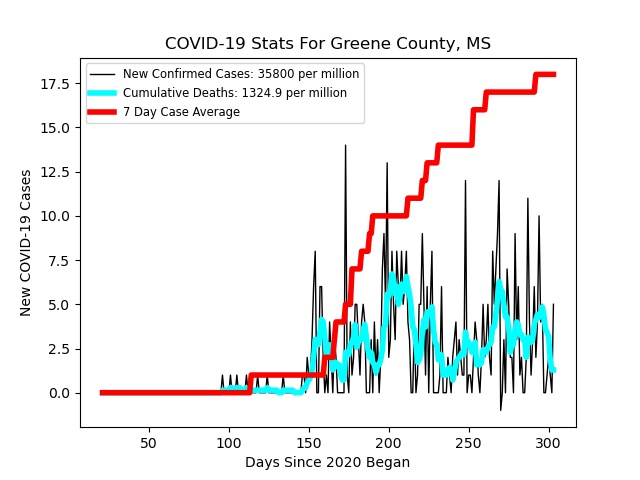 COVID-19 Stats For Greene County, MS
New Confirmed Cases: 35800 per million
Cumulative Deaths: 1324.9 per million
7 Day Case Average
17.5
15.0
12.5
10.0
7.5
5.0
2.5
0.0
New COVID-19 Cases
50 100 150 200 250 300
Days Since 2020 Began